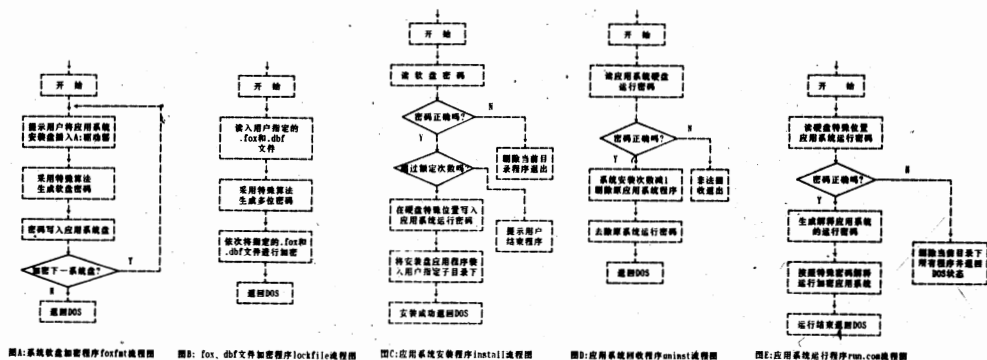 开 始
提示用户将应用系统
安装盘插入A:驱动器
采用特殊算法
生成软盘密码
密码写入应用系统盘
加密下一系统盘?
Y
N
返回DOS
图A:系统软盘加密程序foxfmt流程图
开 始
读入用户指定的
.fox和.dbf
文件
采用特殊算法
生成多位密码
依次将指定的.fox和
.dbf文件进行加密
返回DOS
图B: fox、dbf文件加密程序lockfile流程图
开 始
读 软 盘 密 码
密码正确吗?
N
Y
删除当前目
录程序退出
超过额定次数吗?
在硬盘特殊位置写入
应用系统运行密码
提示用户
结束程序
将安装盘应用程序装
入用户指定子目录下
安装成功返回DOS
图C:应用系统安装程序install流程图
开 始
读应用系统硬盘
运行密码
密码正确吗?
N
Y
系统安装次数减1
删除原应用系统程序
非法回
收退出
去除原系统运行密码
返回DOS
图D:应用系统回收程序uninst流程图
开 始
读硬盘特殊位置
应用系统运行密码
密码正确吗?
N
Y
生成解释应用系统
的运行密码
删除当前目录下
所有程序并返回
DOS状态
按照特殊密码解释
运行加密应用系统
运行结束返回DOS
图E:应用系统运行程序run.com流程图